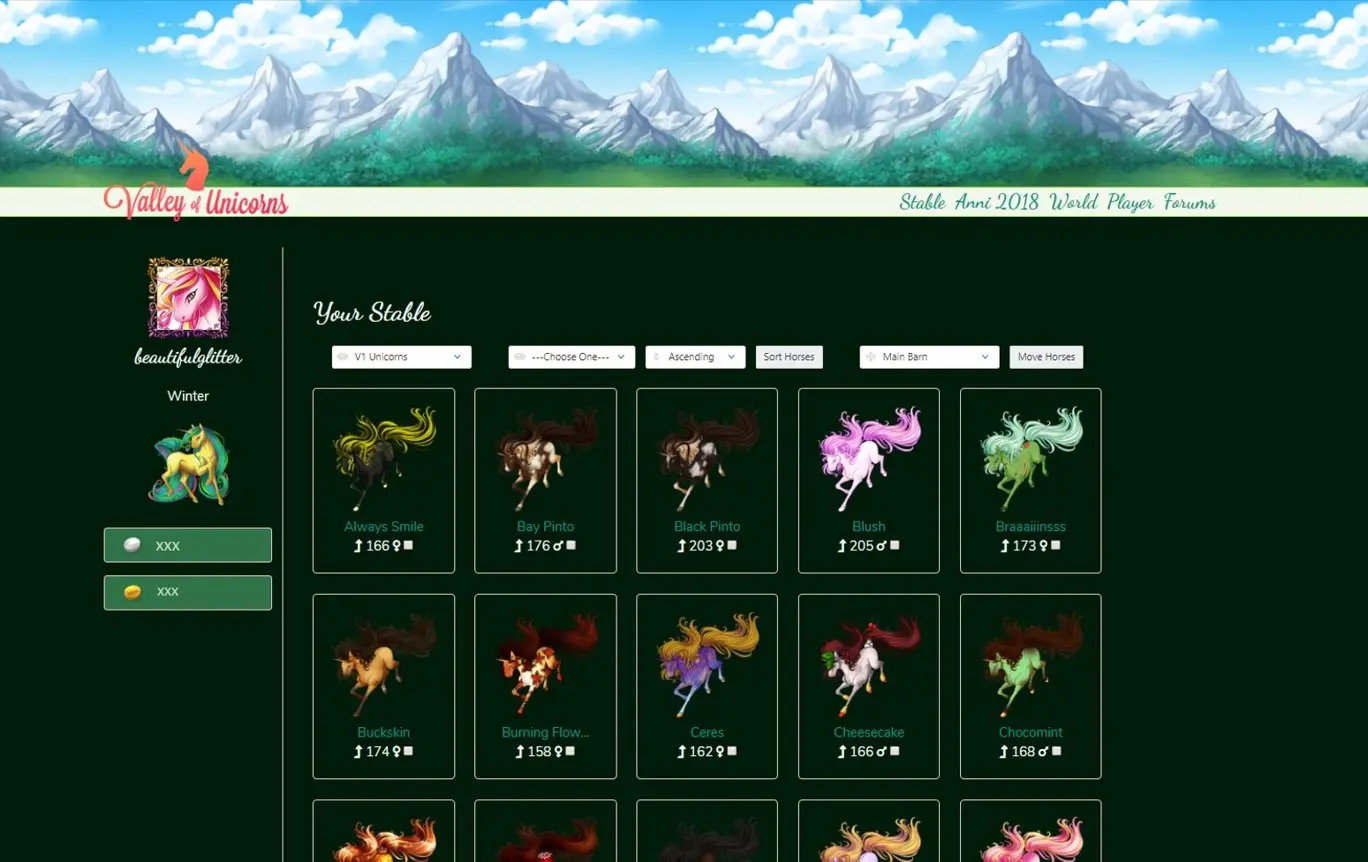 Valley of Unicorns
Stable Anni 2018 World Player Forums
beautifulglitter
Winter
XXX
XXX
Your Stable
V1 Unicorns
---Choose One---
Ascending
Sort Horses
Main Barn
Move Horses
Always Smile
166
Bay Pinto
176
Black Pinto
203
Blush
205
Braaaiiinsss
173
Buckskin
174
Burning Flow...
158
Ceres
162
Cheesecake
166
Chocomint
168